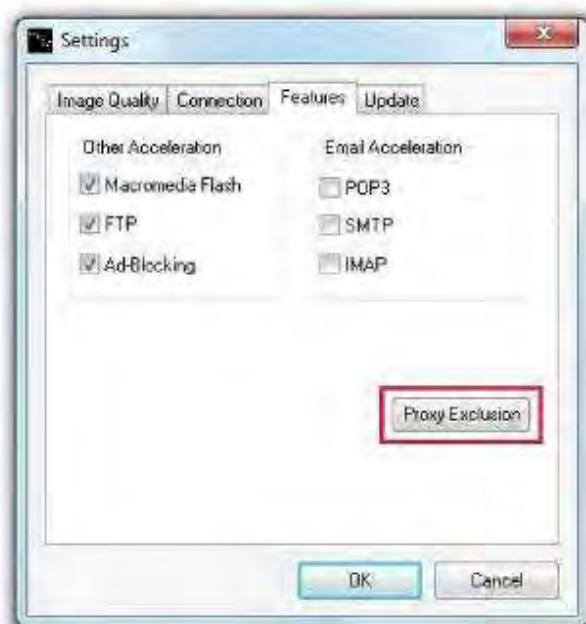 Settings
Image Quality Connection Features Update
Other Acceleration Email Acceleration
Macromedia Flash POP3
FTP SMTP
Ad-Blocking IMAP
Proxy Exclusion
OK Cancel